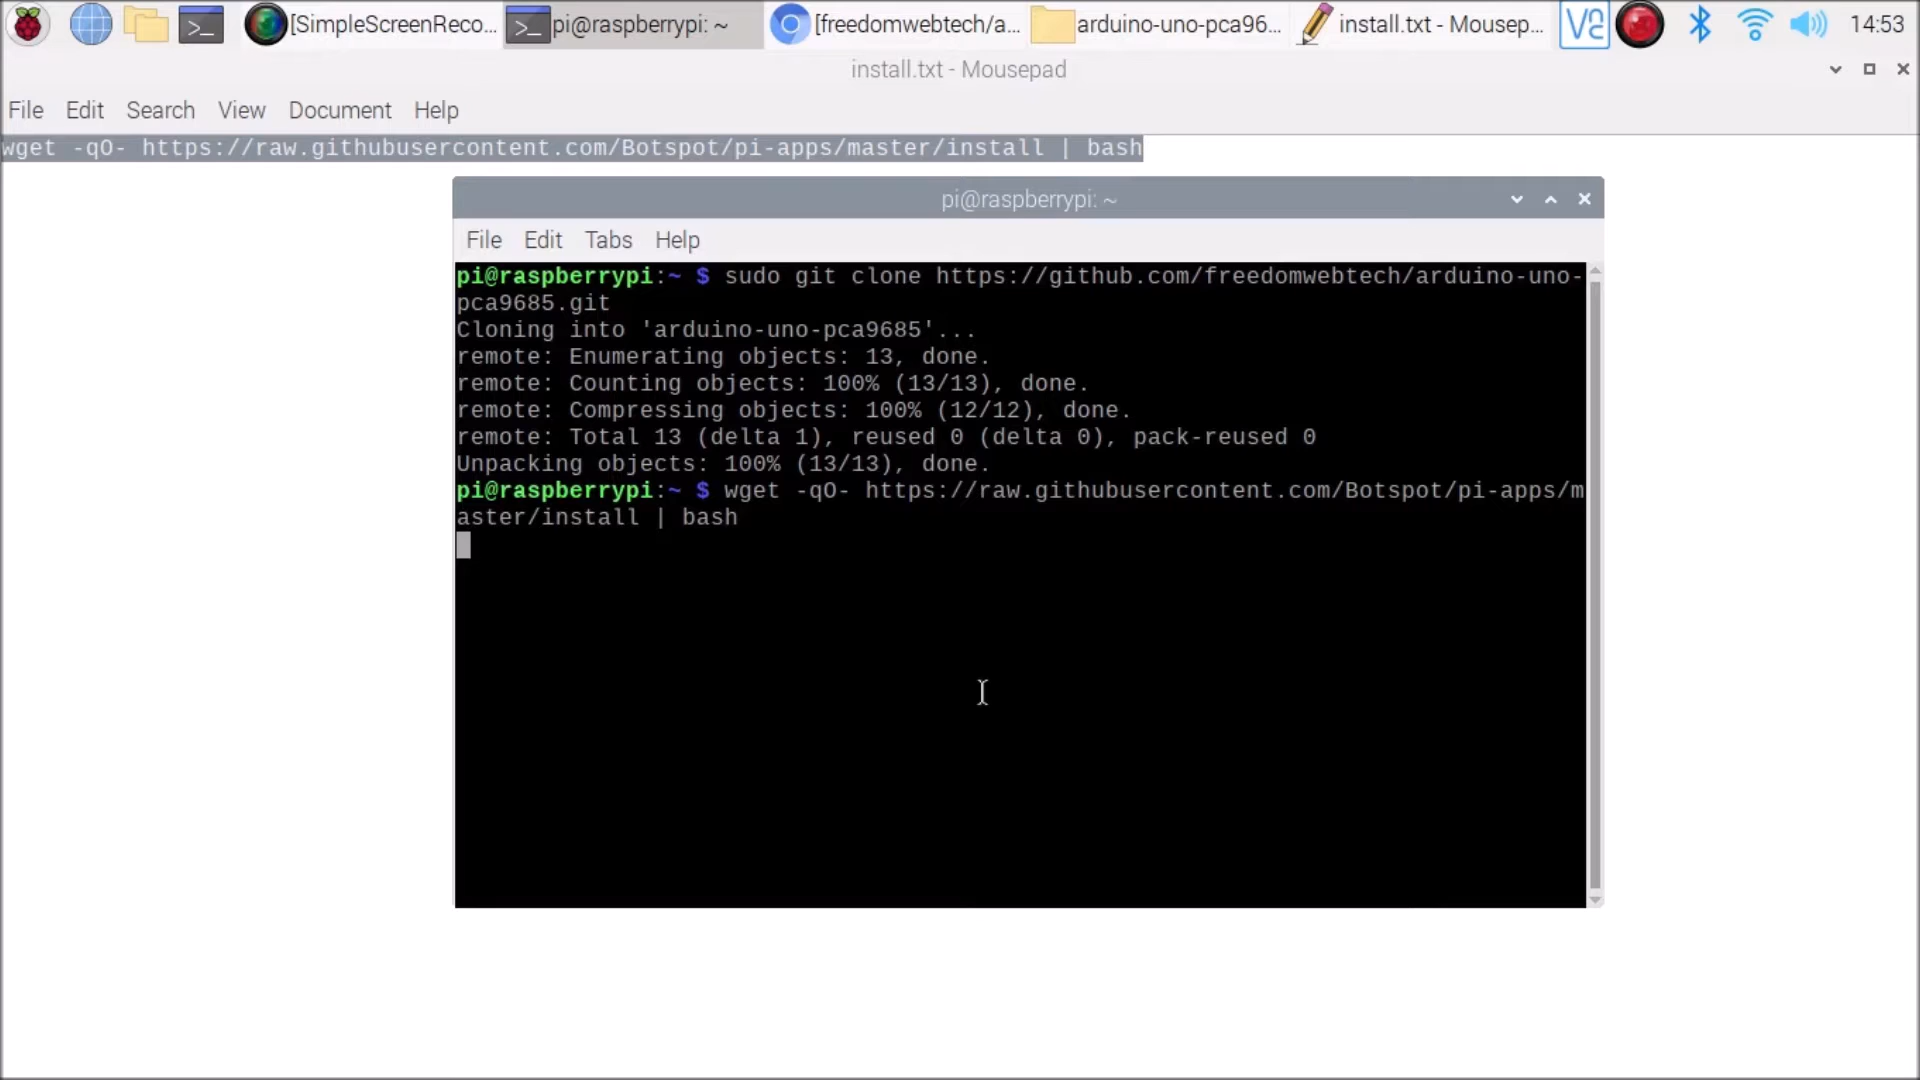 [SimpleScreenReco... pi@raspberrypi: ~ [freedomwebtech/a... arduino-uno-pca96... install.txt - Mousep... V2 14:53
install.txt - Mousepad
File Edit Search View Document Help
wget -qO- https://raw.githubusercontent.com/Botspot/pi-apps/master/install | bash
pi@raspberrypi: ~
File Edit Tabs Help
pi@raspberrypi:~ $ sudo git clone https://github.com/freedomwebtech/arduino-uno-
pca9685.git
Cloning into 'arduino-uno-pca9685'...
remote: Enumerating objects: 13, done.
remote: Counting objects: 100% (13/13), done.
remote: Compressing objects: 100% (12/12), done.
remote: Total 13 (delta 1), reused 0 (delta 0), pack-reused 0
Unpacking objects: 100% (13/13), done.
pi@raspberrypi:~ $ wget -qO- https://raw.githubusercontent.com/Botspot/pi-apps/m
aster/install | bash